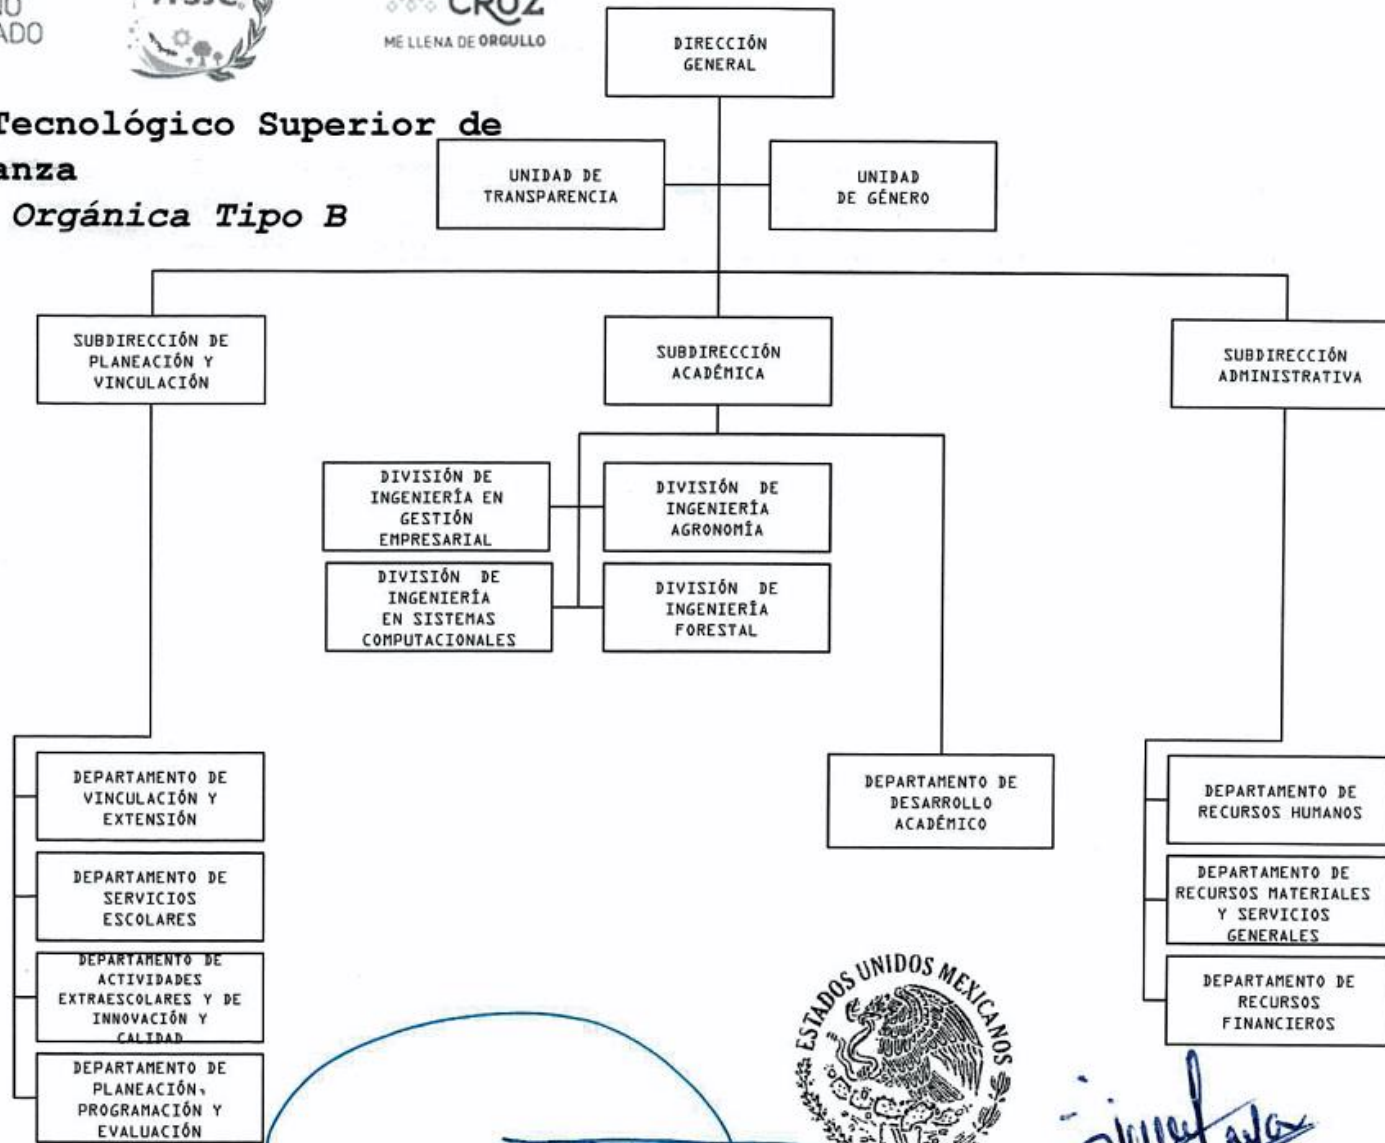 ADO
CRUZ
ME LLENA DE ORGULLO
Tecnológico Superior de
anza
Orgánica Tipo B
DIRECCIÓN
GENERAL
UNIDAD DE
TRANSPARENCIA
UNIDAD
DE GÉNERO
SUBDIRECCIÓN DE
PLANEACIÓN Y
VINCULACIÓN
SUBDIRECCIÓN
ACADÉMICA
SUBDIRECCIÓN
ADMINISTRATIVA
DIVISIÓN DE
INGENIERÍA EN
GESTIÓN
EMPRESARIAL
DIVISIÓN DE
INGENIERÍA
AGRONOMÍA
DIVISIÓN DE
INGENIERÍA
EN SISTEMAS
COMPUTACIONALES
DIVISIÓN DE
INGENIERÍA
FORESTAL
DEPARTAMENTO DE
VINCULACIÓN Y
EXTENSIÓN
DEPARTAMENTO DE
SERVICIOS
ESCOLARES
DEPARTAMENTO DE
ACTIVIDADES
EXTRAESCOLARES Y DE
INNOVACIÓN Y
CALIDAD
DEPARTAMENTO DE
PLANEACIÓN,
PROGRAMACIÓN Y
EVALUACIÓN
DEPARTAMENTO DE
DESARROLLO
ACADÉMICO
DEPARTAMENTO DE
RECURSOS HUMANOS
DEPARTAMENTO DE
RECURSOS MATERIALES
Y SERVICIOS
GENERALES
DEPARTAMENTO DE
RECURSOS
FINANCIEROS
ESTADOS UNIDOS MEXICANOS